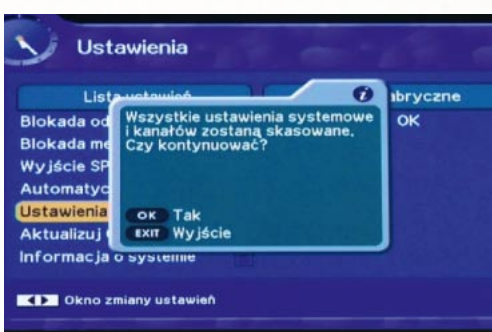 Ustawienia
Lista ustawień
abryczne
Blokada od
OK
Blokada me
Wyjście SP
Automatyc
Ustawienia
Aktualizuj
Informacja o systemie
Wszystkie ustawienia systemowe
i kanałów zostaną skasowane.
Czy kontynuować?
OK Tak
EXIT Wyjście
Okno zmiany ustawień